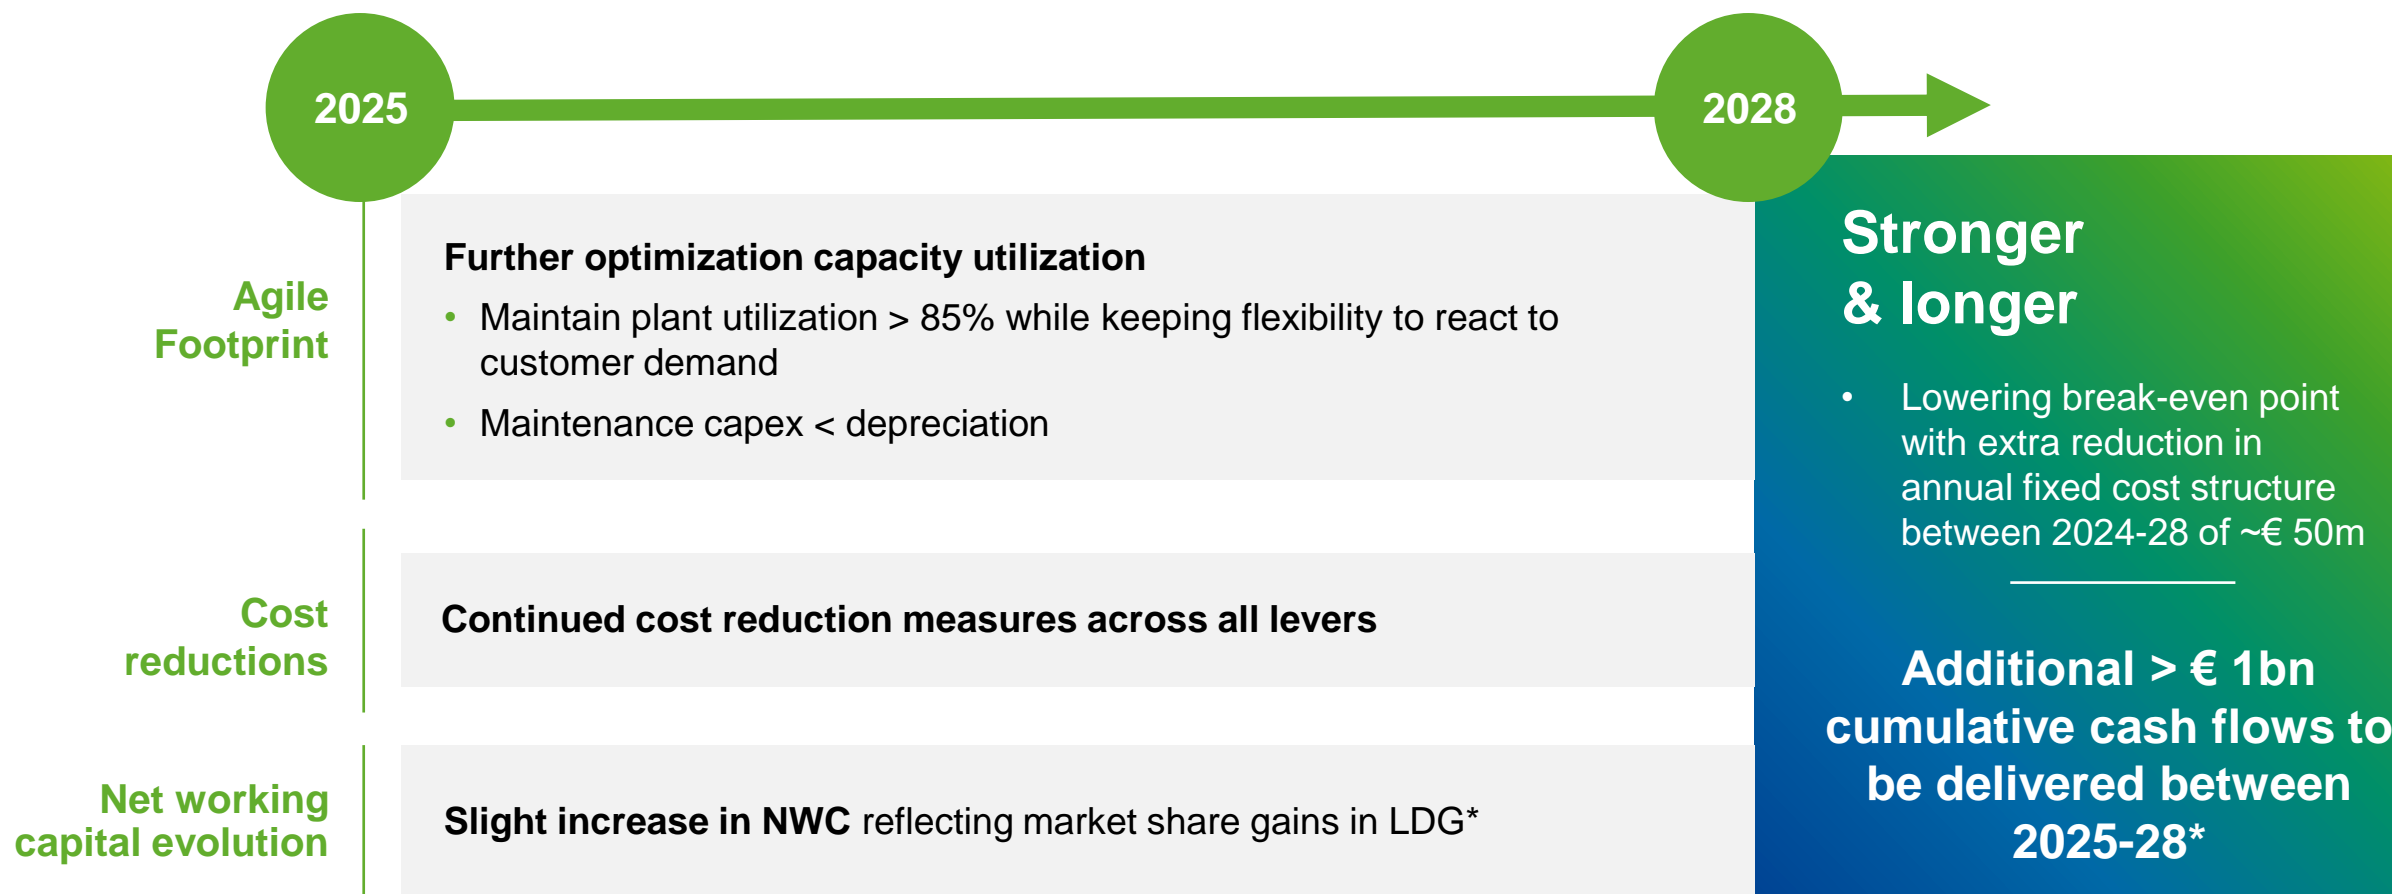 2025
2028
Agile
Footprint
Further optimization capacity utilization
• Maintain plant utilization > 85% while keeping flexibility to react to
customer demand
• Maintenance capex < depreciation
Cost
reductions
Continued cost reduction measures across all levers
Net working
capital evolution
Slight increase in NWC reflecting market share gains in LDG*
Stronger
& longer
• Lowering break-even point
with extra reduction in
annual fixed cost structure
between 2024-28 of ~€ 50m
Additional > € 1bn
cumulative cash flows to
be delivered between
2025-28*